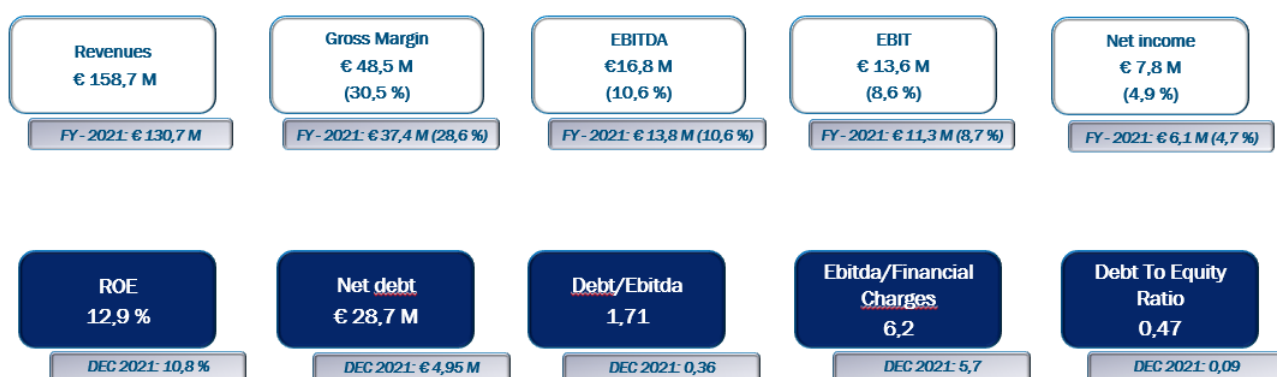 Revenues
€ 158,7 M
FY - 2021: € 130,7 M
Gross Margin
€ 48,5 M
(30,5 %)
FY - 2021: € 37,4 M (28,6 %)
EBITDA
€16,8 M
(10,6 %)
FY - 2021: € 13,8 M (10,6 %)
EBIT
€ 13,6 M
(8,6 %)
FY - 2021: € 11,3 M (8,7 %)
Net income
€ 7,8 M
(4,9 %)
FY - 2021: € 6,1 M (4,7 %)
ROE
12,9 %
DEC 2021: 10,8 %
Net debt
€ 28,7 M
DEC 2021: € 4,95 M
Debt/Ebitda
1,71
DEC 2021: 0,36
Ebitda/Financial
Charges
6,2
DEC 2021: 5,7
Debt To Equity
Ratio
0,47
DEC 2021: 0,09